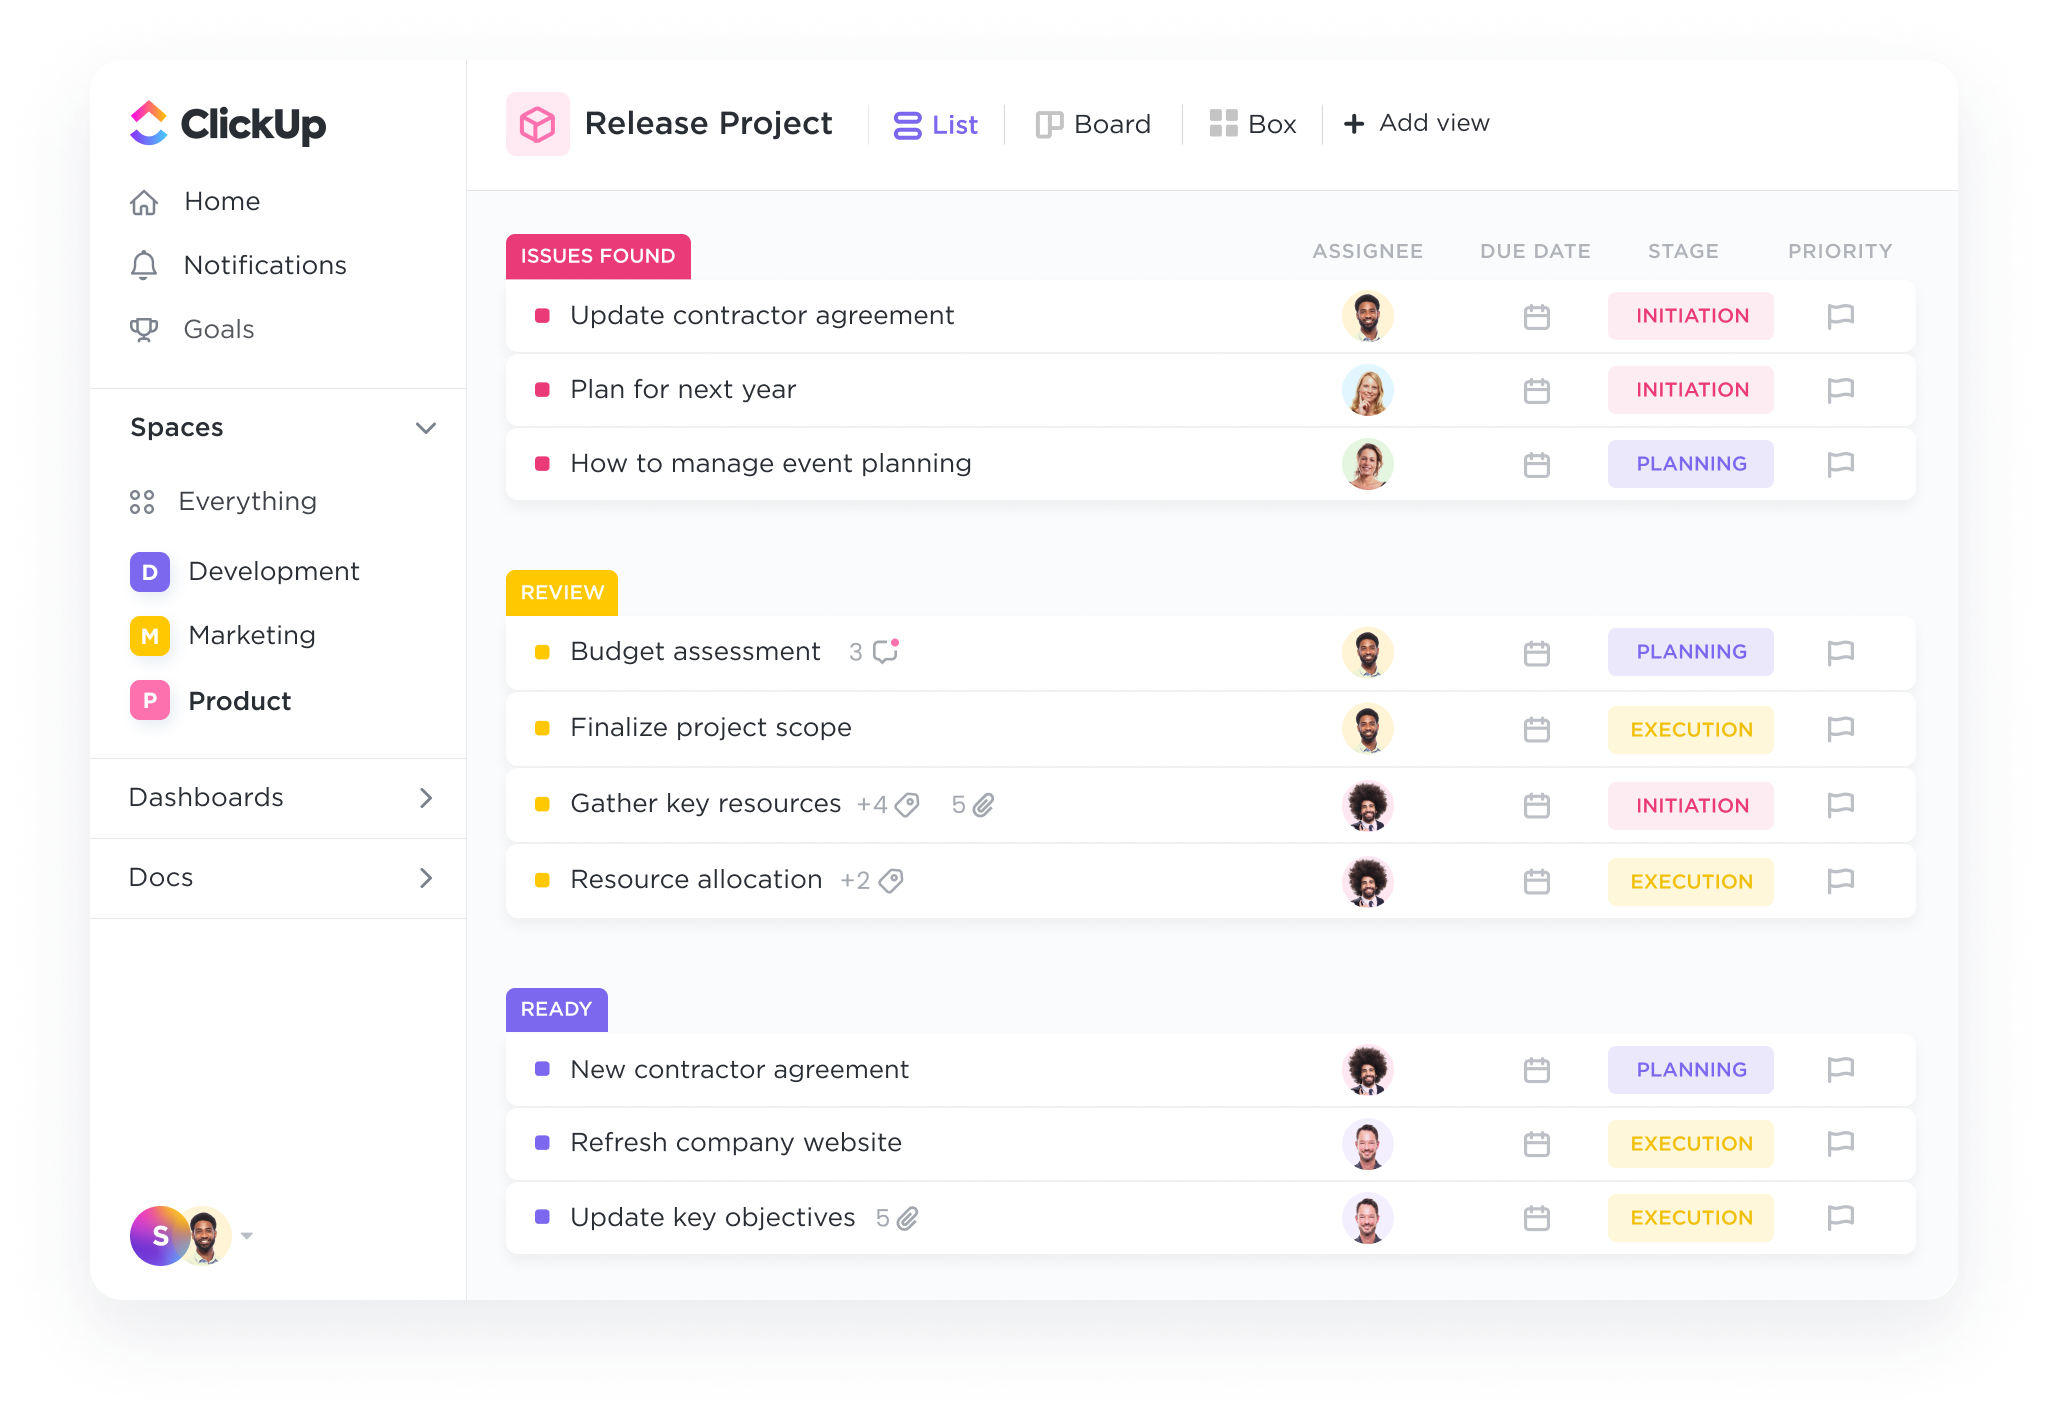 ClickUp
Home
Notifications
Goals
Spaces
Everything
D Development
M Marketing
P Product
Dashboards
Docs
S
Release Project List Board Box + Add view
ISSUES FOUND ASSIGNEE DUE DATE STAGE PRIORITY
Update contractor agreement INITIATION
Plan for next year INITIATION
How to manage event planning PLANNING
REVIEW
Budget assessment 3 PLANNING
Finalize project scope EXECUTION
Gather key resources +4 5 INITIATION
Resource allocation +2 EXECUTION
READY
New contractor agreement PLANNING
Refresh company website EXECUTION
Update key objectives 5 EXECUTION